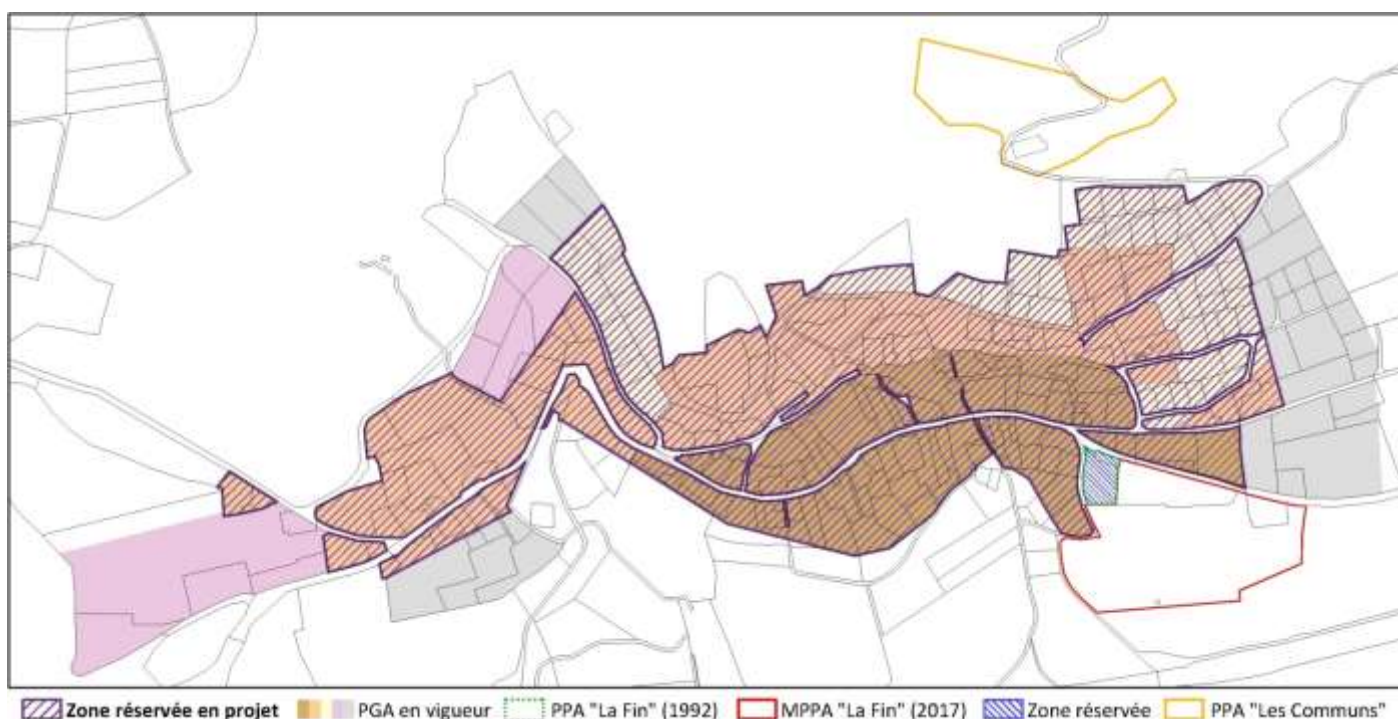 Zone réservée en projet PGA en vigueur PPA "La Fin" (1992) MPPA "La Fin" (2017) Zone réservée PPA "Les Communs"